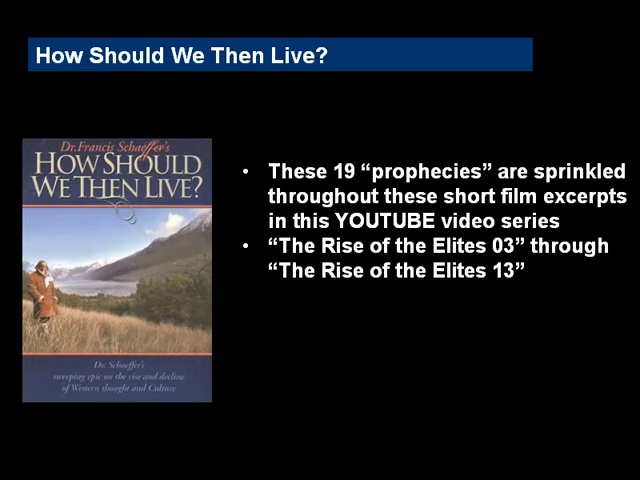 How Should We Then Live?
Dr. Francis Schaeffer's
HOW SHOULD
WE THEN LIVE?
Dr. Schaeffer's
sweeping epic on the rise and decline
of Western thought and Culture
• These 19 “prophecies” are sprinkled
throughout these short film excerpts
in this YOUTUBE video series
• “The Rise of the Elites 03” through
“The Rise of the Elites 13”